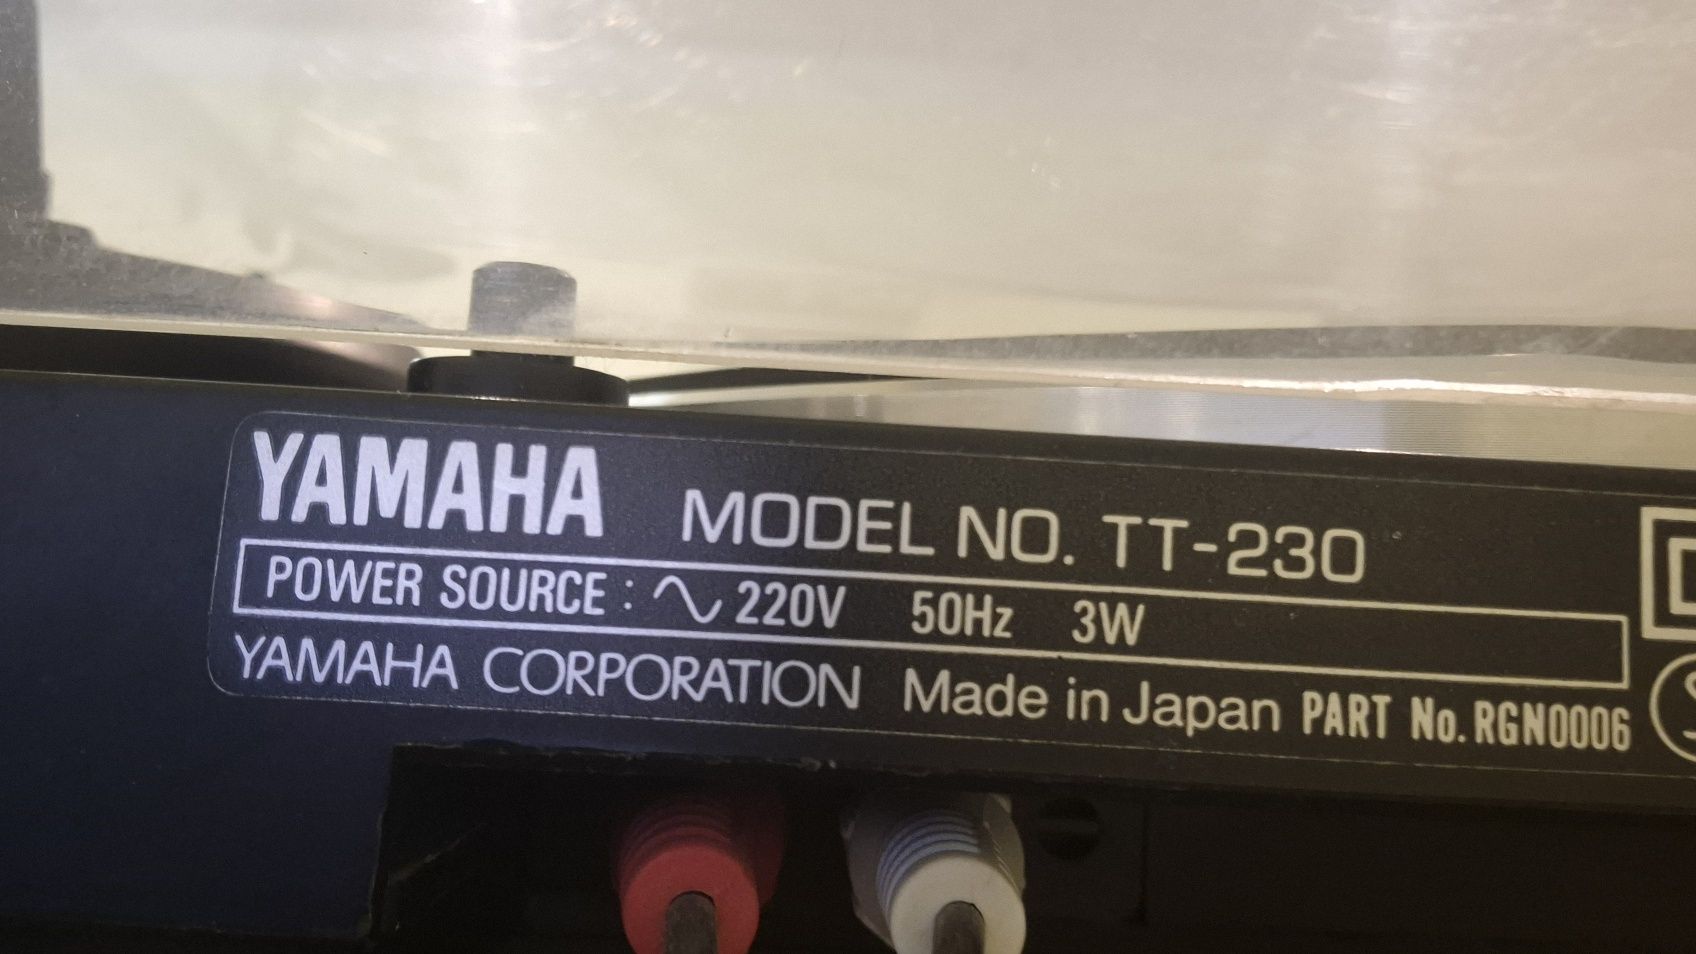 YAMAHA MODEL NO. TT-230
POWER SOURCE : ∿ 220V 50Hz 3W
YAMAHA CORPORATION Made in Japan PART No. RGN0006